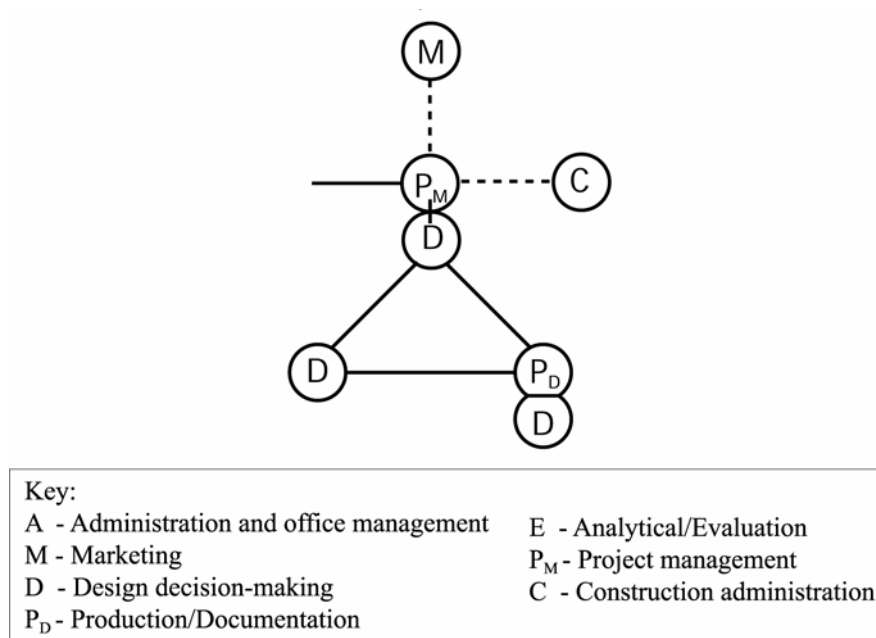 M
P_M
C
D
D
P_D
D
Key:
A - Administration and office management
M - Marketing
D - Design decision-making
P_D - Production/Documentation
E - Analytical/Evaluation
P_M - Project management
C - Construction administration